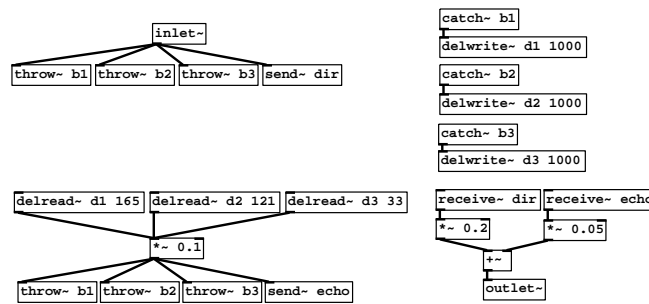 inlet~
throw~ b1
throw~ b2
throw~ b3
send~ dir
catch~ b1
delwrite~ d1 1000
catch~ b2
delwrite~ d2 1000
catch~ b3
delwrite~ d3 1000
delread~ d1 165
delread~ d2 121
delread~ d3 33
*~ 0.1
throw~ b1
throw~ b2
throw~ b3
send~ echo
receive~ dir
receive~ echo
*~ 0.2
*~ 0.05
+~
outlet~